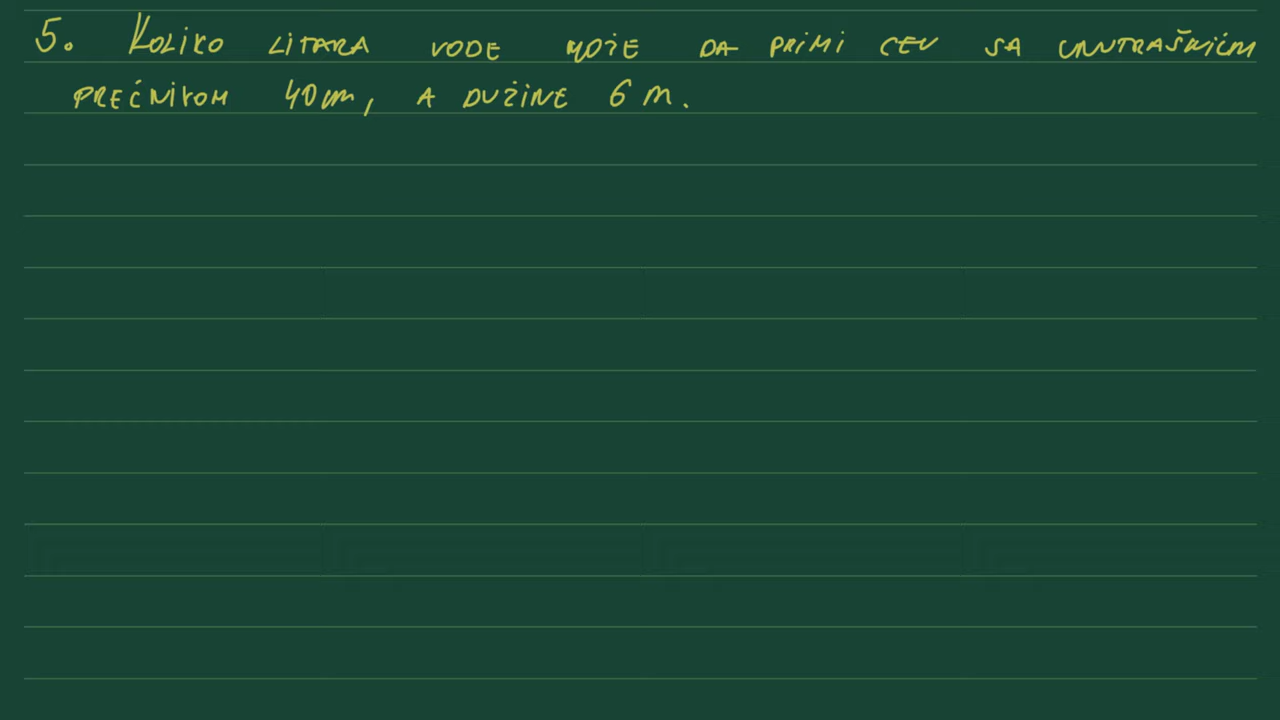 5. KOLIKO LITARA VODE MOŽE DA PRIMI CEV SA UNUTRAŠNJIM
PREČNIKOM 40cm, A DUŽINE 6 m.